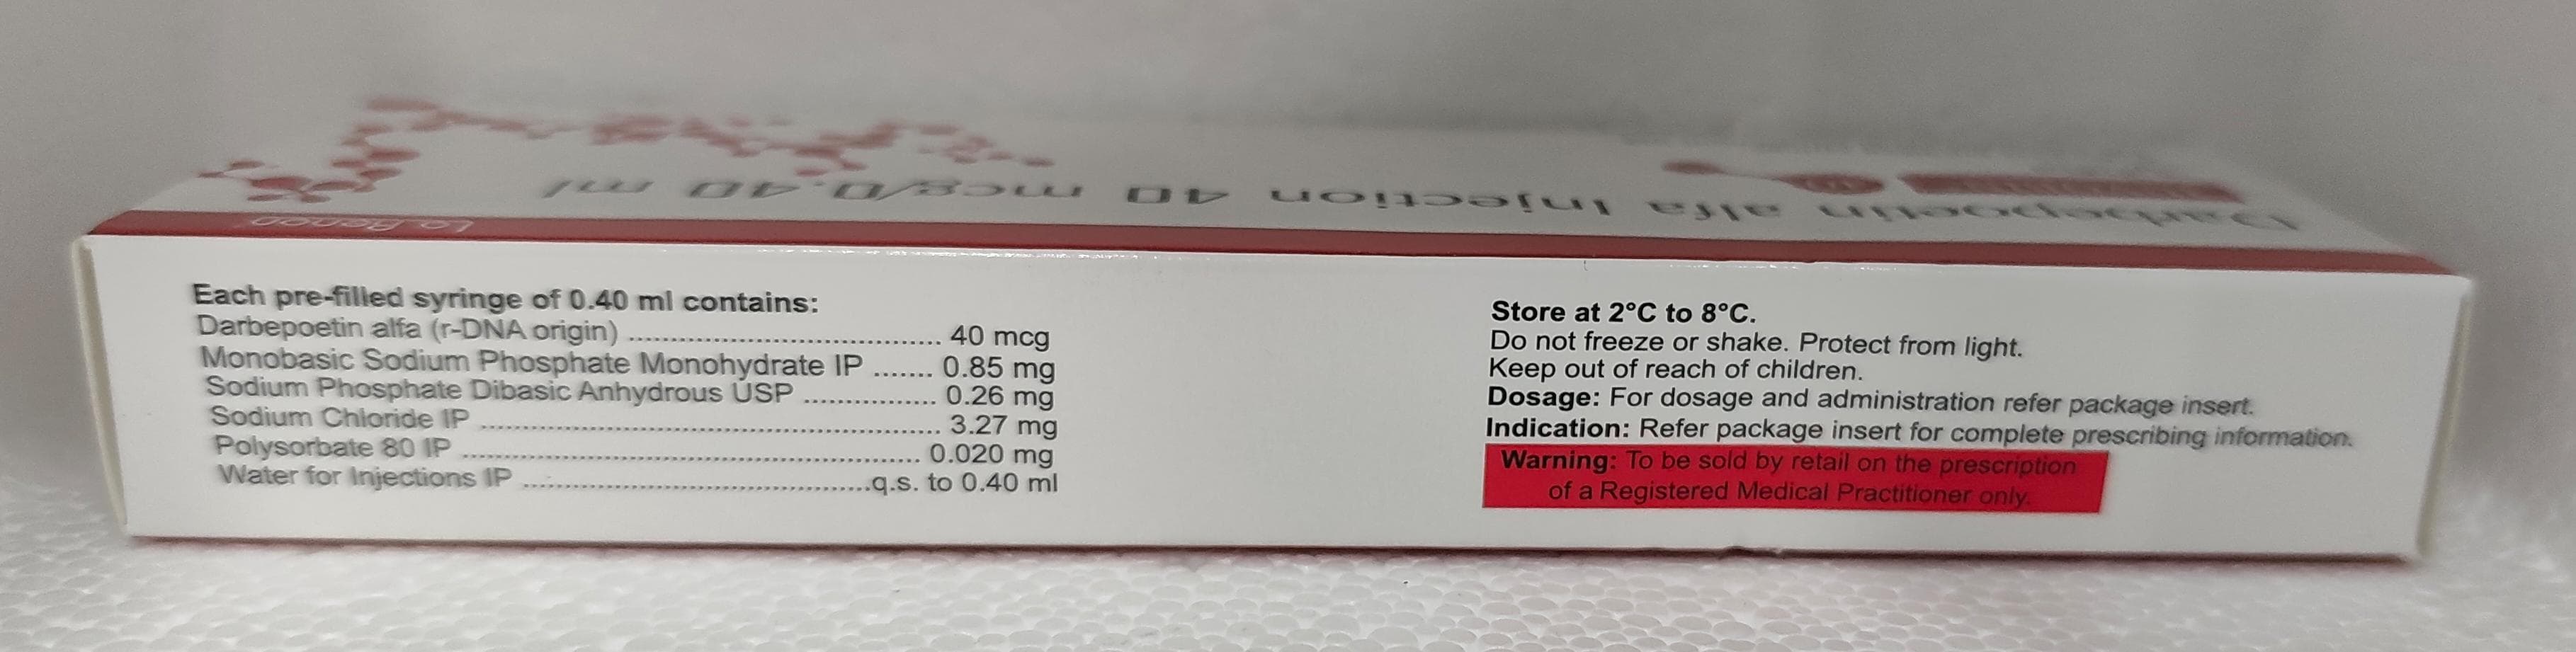 Darbepoetin alfa Injection 40 mcg/0.40 ml
La Renon
Each pre-filled syringe of 0.40 ml contains:
Darbepoetin alfa (r-DNA origin) .................................... 40 mcg
Monobasic Sodium Phosphate Monohydrate IP ....... 0.85 mg
Sodium Phosphate Dibasic Anhydrous USP ................ 0.26 mg
Sodium Chloride IP ..................................................... 3.27 mg
Polysorbate 80 IP ..................................................... 0.020 mg
Water for Injections IP ........................................q.s. to 0.40 ml
Store at 2°C to 8°C.
Do not freeze or shake. Protect from light.
Keep out of reach of children.
Dosage: For dosage and administration refer package insert.
Indication: Refer package insert for complete prescribing information.
Warning: To be sold by retail on the prescription
of a Registered Medical Practitioner only.